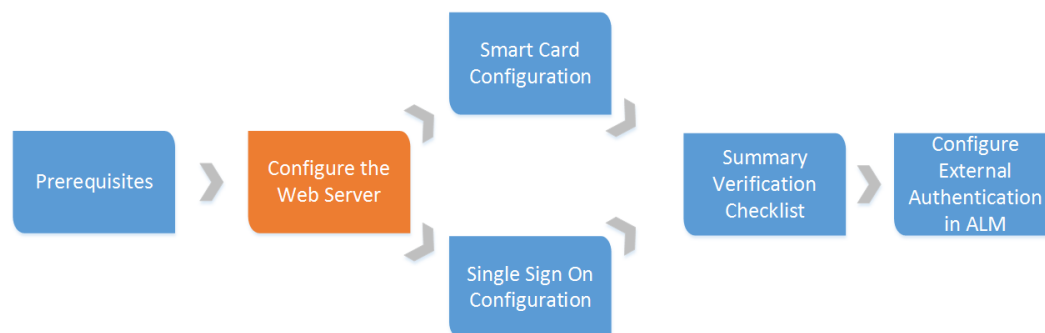 Prerequisites
Configure the
Web Server
Smart Card
Configuration
Single Sign On
Configuration
Summary
Verification
Checklist
Configure
External
Authentication
in ALM